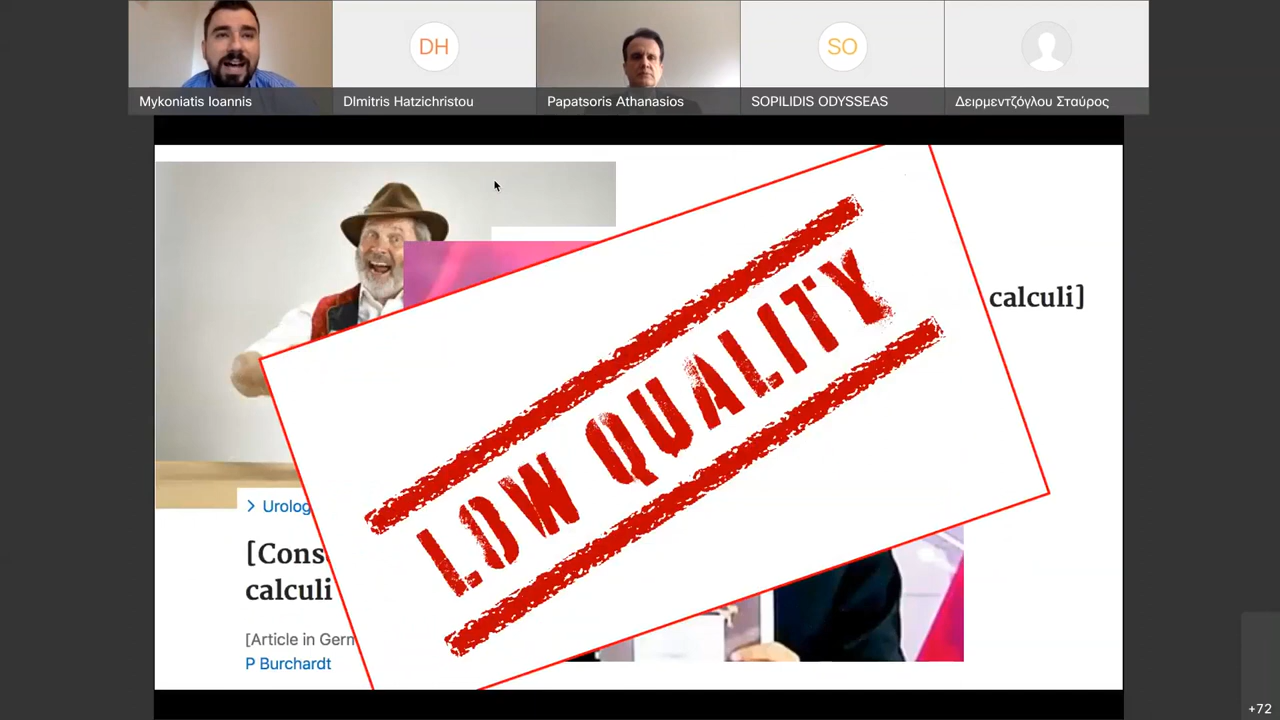 DH
SO
Mykoniatis Ioannis
DImitris Hatzichristou
Papatsoris Athanasios
SOPILIDIS ODYSSEAS
Δειρμεντζόγλου Σταύρος
calculi]
LOW QUALITY
> Urolog
[Cons
calculi
[Article in Germ
P Burchardt
+72